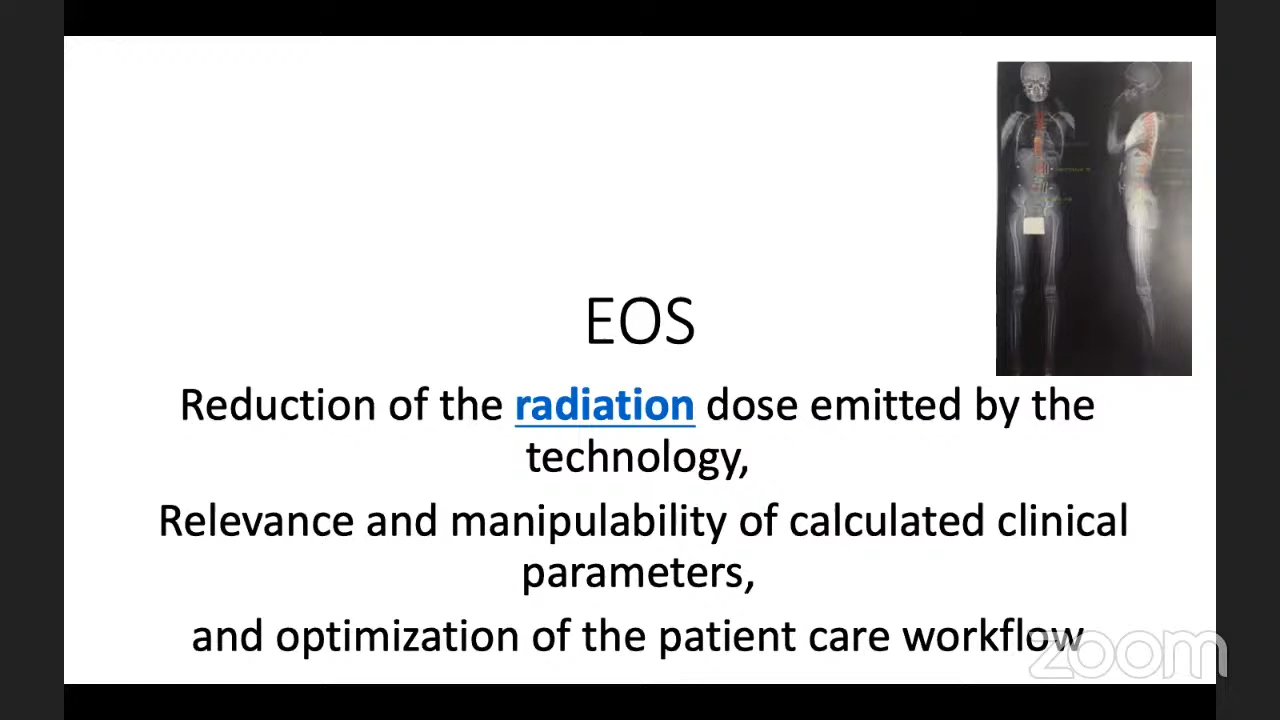 EOS
Reduction of the radiation dose emitted by the
technology,
Relevance and manipulability of calculated clinical
parameters,
and optimization of the patient care workflow
zoom